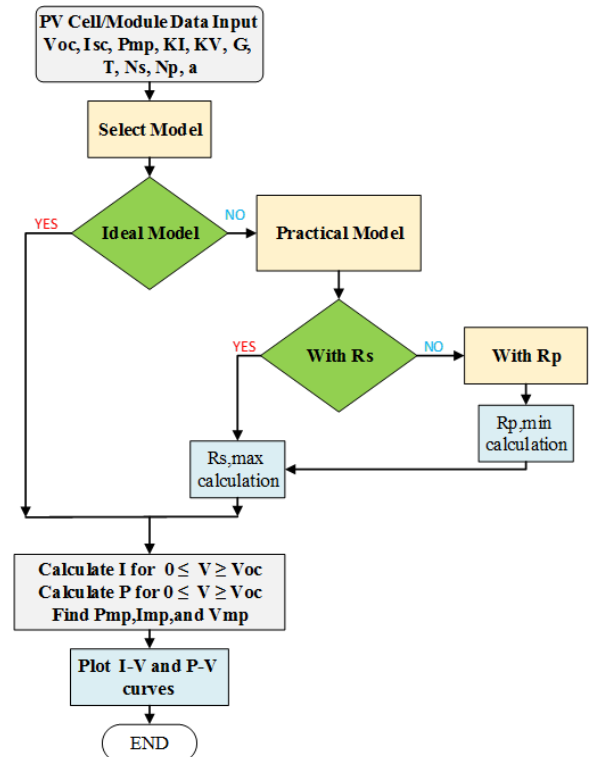 PV Cell/Module Data Input
Voc, Isc, Pmp, KI, KV, G,
T, Ns, Np, a
Select Model
YES
Ideal Model
NO
Practical Model
YES
With Rs
NO
With Rp
Rp,min
calculation
Rs,max
calculation
Calculate I for 0 ≤ V ≥ Voc
Calculate P for 0 ≤ V ≥ Voc
Find Pmp,Imp,and Vmp
Plot I-V and P-V
curves
END